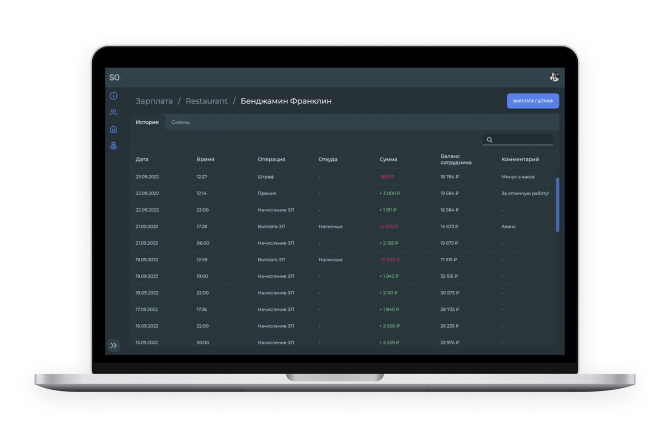 SO.
Зарплата / Restaurant / Бенджамин Франклин
ВЫПЛАТА / ШТРАФ
История Смены
Дата Время Операция Откуда Сумма Баланс сотрудника Комментарий
23.09.2022 12:27 Штраф - 18 784 ₽ Минус в кассе
22.09.2022 12:14 Премия - + 3 000 ₽ 19 584 ₽ За отличную работу!
22.09.2022 23:00 Начисление ЗП - + 1 911 ₽ 16 584 ₽ -
21.09.2022 17:28 Выплата ЗП Наличные -5 000 ₽ 14 673 ₽ Аванс
21.09.2022 06:00 Начисление ЗП - + 2 158 ₽ 19 673 ₽ -
19.09.2022 12:49 Выплата ЗП Наличные -15 000 ₽ 17 515 ₽ -
19.09.2022 19:00 Начисление ЗП - + 1 942 ₽ 32 515 ₽ -
18.09.2022 22:00 Начисление ЗП - 30 573 ₽ -
17.09.2022 17:36 Начисление ЗП - + 1 840 ₽ 28 733 ₽ -
16.09.2022 22:00 Начисление ЗП - + 2 500 ₽ 26 233 ₽ -
15.09.2022 20:00 Начисление ЗП - + 2 259 ₽ 23 974 ₽ -